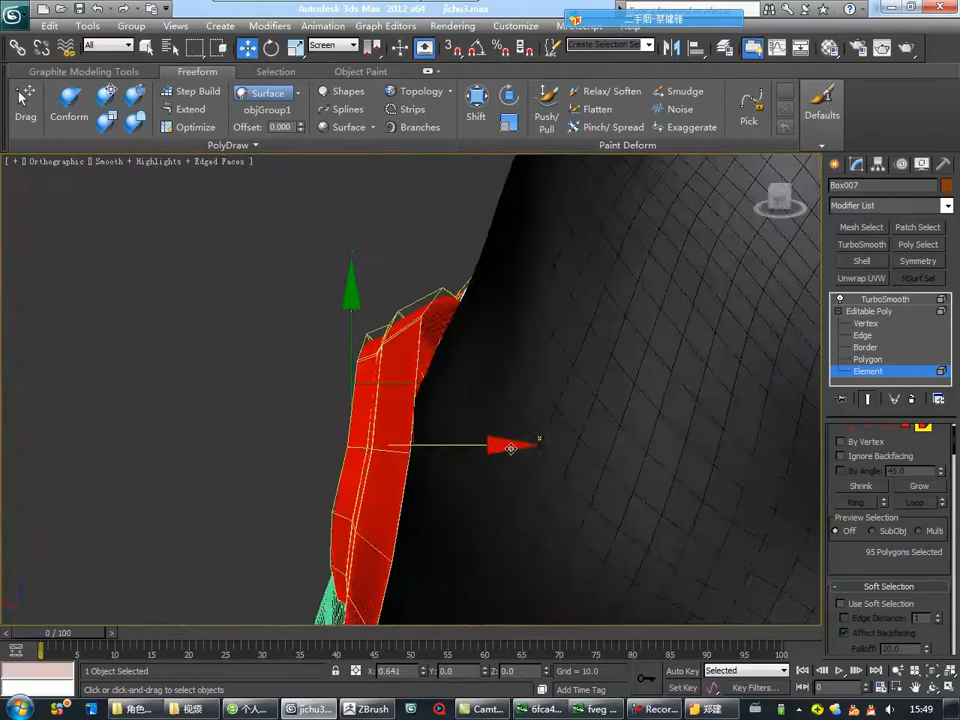 Autodesk 3ds Max 2012 x64 jichu3.max
二手烟-蔡健雅
Edit Tools Group Views Create Modifiers Animation Graph Editors Rendering Customize Help
All Screen Create Selection Se
Graphite Modeling Tools Freeform Selection Object Paint
Step Build Surface Shapes Topology Relax/Soften Smudge
Extend objGroup1 Splines Strips Flatten Noise
Drag Conform Optimize Offset: 0.000 Surface Branches Shift Push/Pull Pinch/Spread Exaggerate Pick Defaults
PolyDraw Paint Deform
[ + ] [ Orthographic ] [ Smooth + Highlights + Edged Faces ]
Box007
Modifier List
Mesh Select Patch Select
TurboSmooth Poly Select
Shell Symmetry
Unwrap UVW NSurf Sel
TurboSmooth
Editable Poly
Vertex
Edge
Border
Polygon
Element
By Vertex
Ignore Backfacing
By Angle: 45.0
Shrink Grow
Ring Loop
Preview Selection
Off SubObj Multi
95 Polygons Selected
Soft Selection
Use Soft Selection
Edge Distance: 1
Affect Backfacing
Falloff: 20.0
x
0 / 100
0 5 10 15 20 25 30 35 40 45 50 55 60 65 70 75 80 85 90 95 100
1 Object Selected X: 0.641 Y: 0.0 Z: 0.0 Grid = 10.0 Auto Key Selected
Click or click-and-drag to select objects Add Time Tag Set Key Key Filters... 0
角色... 视频 个人... jichu3... ZBrush Camt... 6fca4... fveg ... Recor... 郑建 15:49